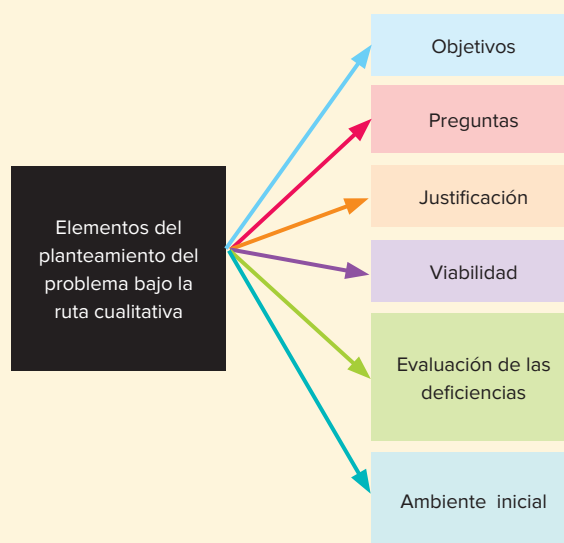 Elementos del
planteamiento del
problema bajo la
ruta cualitativa
Objetivos
Preguntas
Justificación
Viabilidad
Evaluación de las
deficiencias
Ambiente inicial